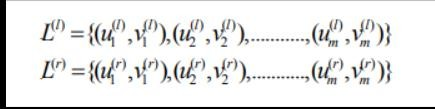 L^{(l)} = {(u_1^{(l)}, v_1^{(l)}), (u_2^{(l)}, v_2^{(l)}), ............, (u_m^{(l)}, v_m^{(l)})}
L^{(r)} = {(u_1^{(r)}, v_1^{(r)}), (u_2^{(r)}, v_2^{(r)}), ............, (u_m^{(r)}, v_m^{(r)})}